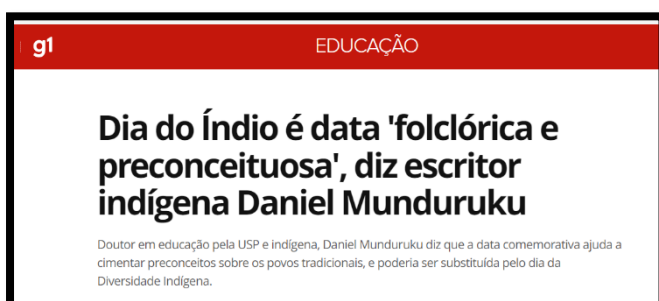 g1
EDUCAÇÃO
Dia do Índio é data 'folclórica e
preconceituosa', diz escritor
indígena Daniel Munduruku
Doutor em educação pela USP e indígena, Daniel Munduruku diz que a data comemorativa ajuda a
cimentar preconceitos sobre os povos tradicionais, e poderia ser substituída pelo dia da
Diversidade Indígena.